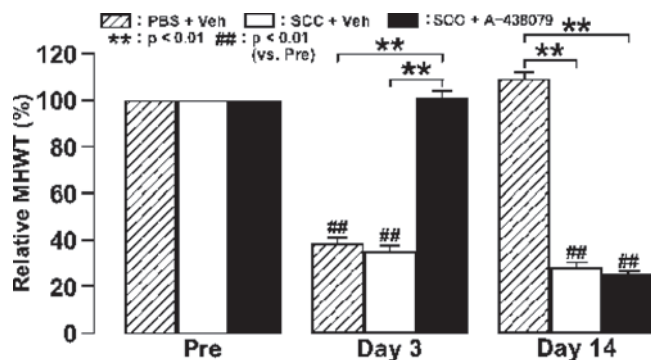 : PBS + Veh : SCC + Veh : SCC + A-438079
** : p < 0.01 ## : p < 0.01
(vs. Pre)
Relative MHWT (%)
120
100
80
60
40
20
0
** ** ** **
## ## ## ##
Pre Day 3 Day 14